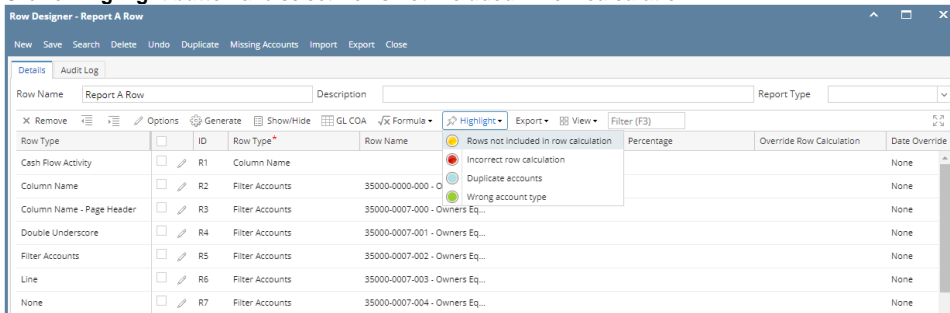 Row Designer - Report A Row
New Save Search Delete Undo Duplicate Missing Accounts Import Export Close
Details Audit Log
Row Name Report A Row Description Report Type
Remove Options Generate Show/Hide GL COA Formula Highlight Export View Filter (F3)
Row Type ID Row Type* Row Name Rows not included in row calculation Percentage Override Row Calculation Date Override
Cash Flow Activity R1 Column Name Incorrect row calculation None
Column Name R2 Filter Accounts 35000-0000-000 - O Duplicate accounts None
Column Name - Page Header R3 Filter Accounts 35000-0007-000 - Owners Eq... Wrong account type None
Double Underscore R4 Filter Accounts 35000-0007-001 - Owners Eq... None
Filter Accounts R5 Filter Accounts 35000-0007-002 - Owners Eq... None
Line R6 Filter Accounts 35000-0007-003 - Owners Eq... None
None R7 Filter Accounts 35000-0007-004 - Owners Eq... None